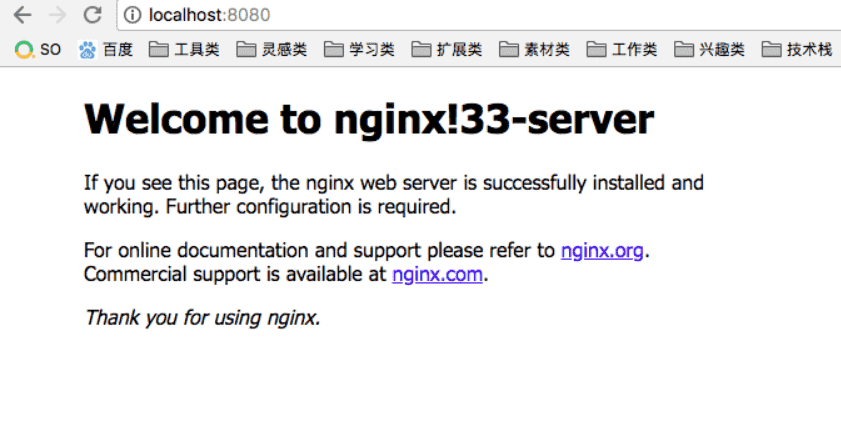 localhost:8080
SO 百度 工具类 灵感类 学习类 扩展类 素材类 工作类 兴趣类 技术栈
Welcome to nginx!33-server
If you see this page, the nginx web server is successfully installed and
working. Further configuration is required.
For online documentation and support please refer to nginx.org.
Commercial support is available at nginx.com.
Thank you for using nginx.